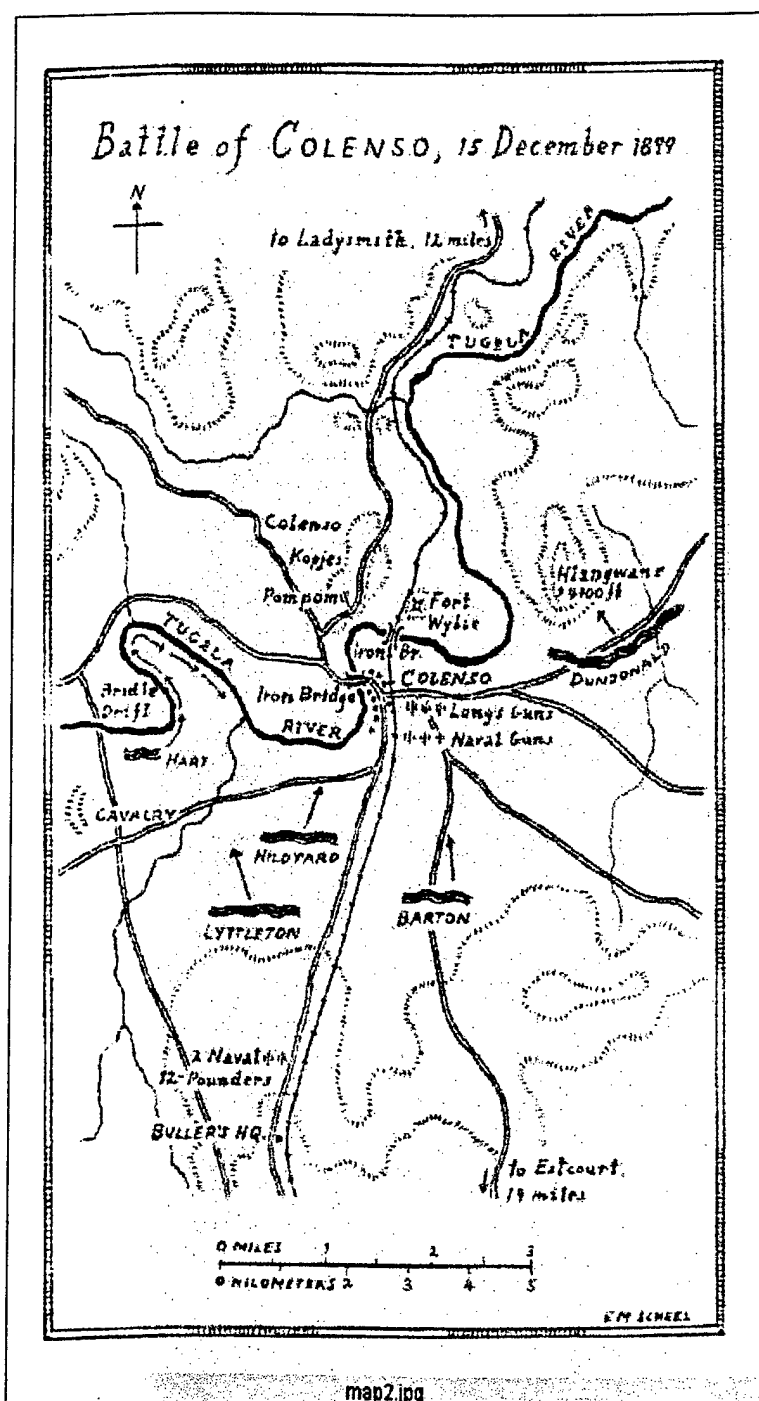 Battle of COLENSO, 15 December 1899
N
to Ladysmith, 12 miles
RIVER
TUGELA
Colenso
Kopjes
Pompom
Fort
Wylie
Hlangwane
ft
DUNDONALD
TUGELA
Iron Br.
COLENSO
Bridle
Drift
Iron Bridge
RIVER
Long's Guns
Naval Guns
HART
CAVALRY
HILDYARD
LYTTLETON
BARTON
2 Naval
12-Pounders
BULLER'S HQ.
to Estcourt,
19 miles
0 MILES 1 2 3
0 KILOMETERS 2 3 4 5
EM SCHEEL
map2.jpg